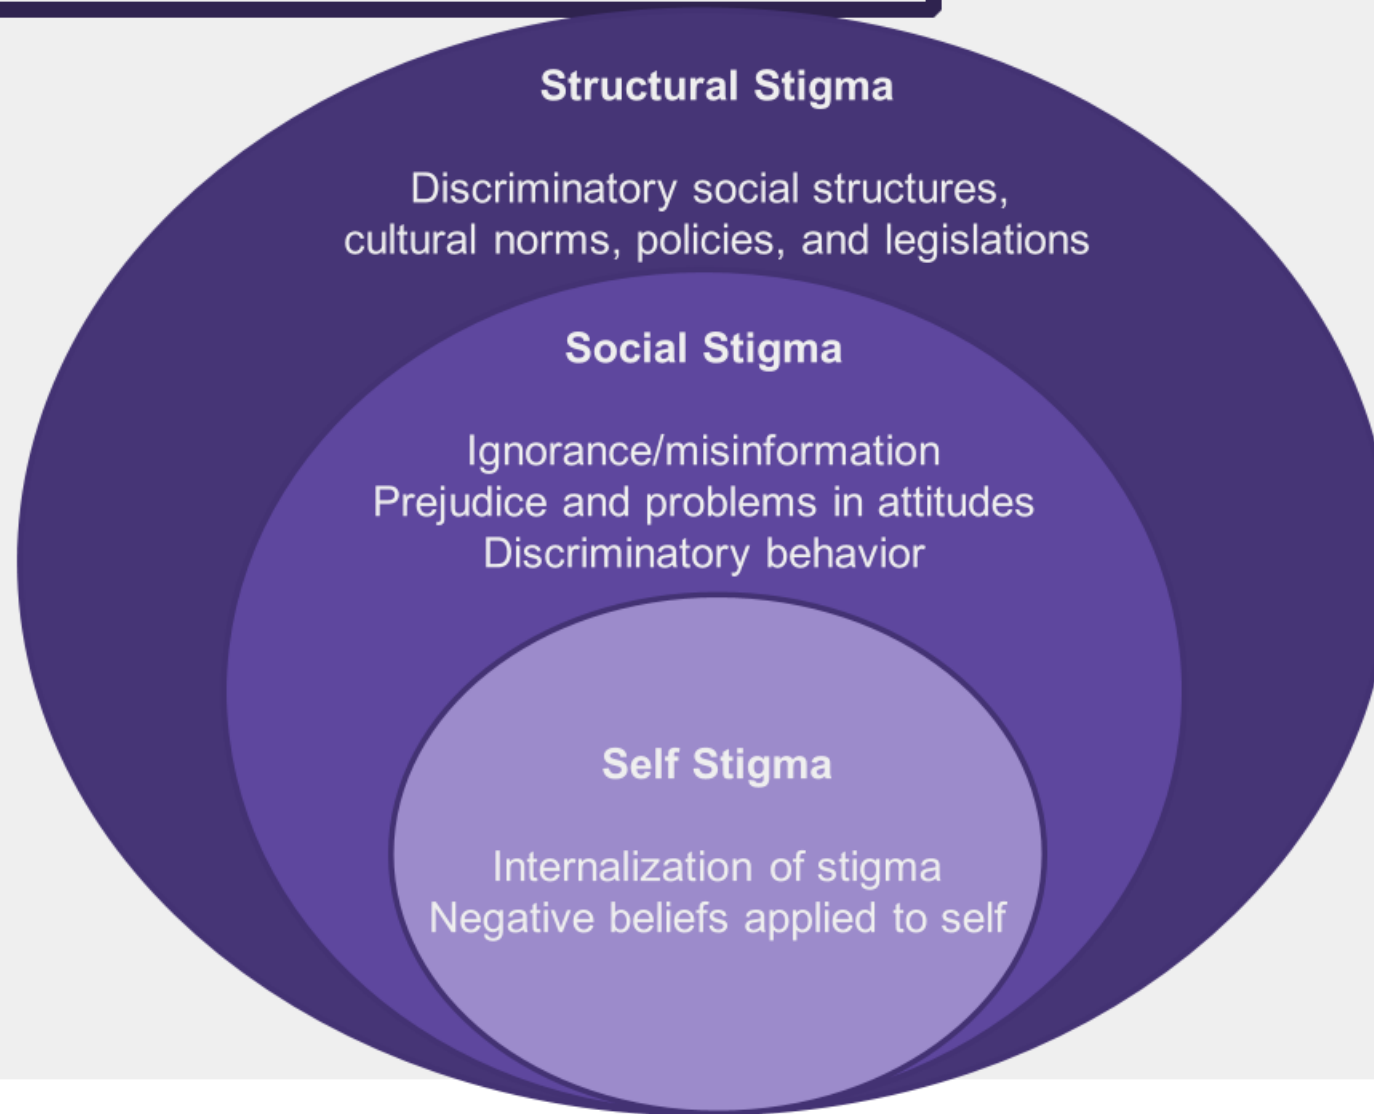 Structural Stigma
Discriminatory social structures,
cultural norms, policies, and legislations
Social Stigma
Ignorance/misinformation
Prejudice and problems in attitudes
Discriminatory behavior
Self Stigma
Internalization of stigma
Negative beliefs applied to self